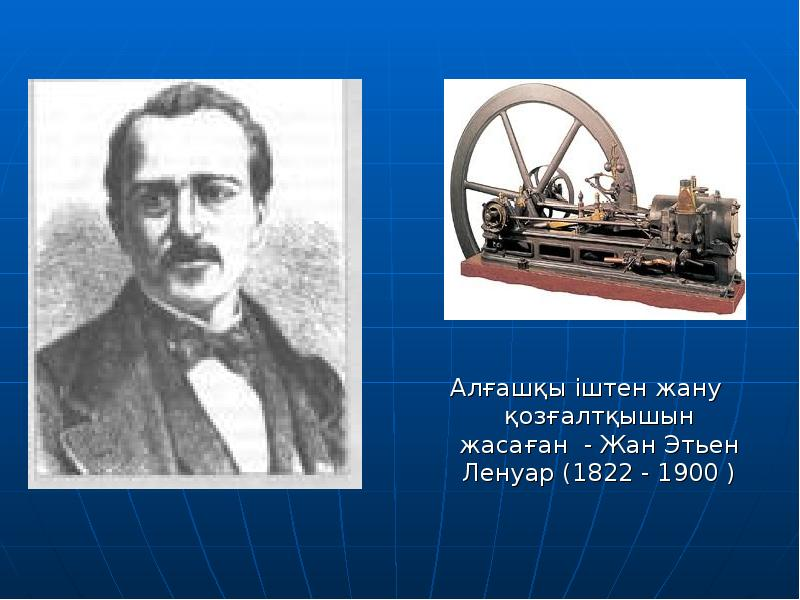 Алғашқы іштен жану
қозғалтқышын
жасаған - Жан Этьен
Ленуар (1822 - 1900 )